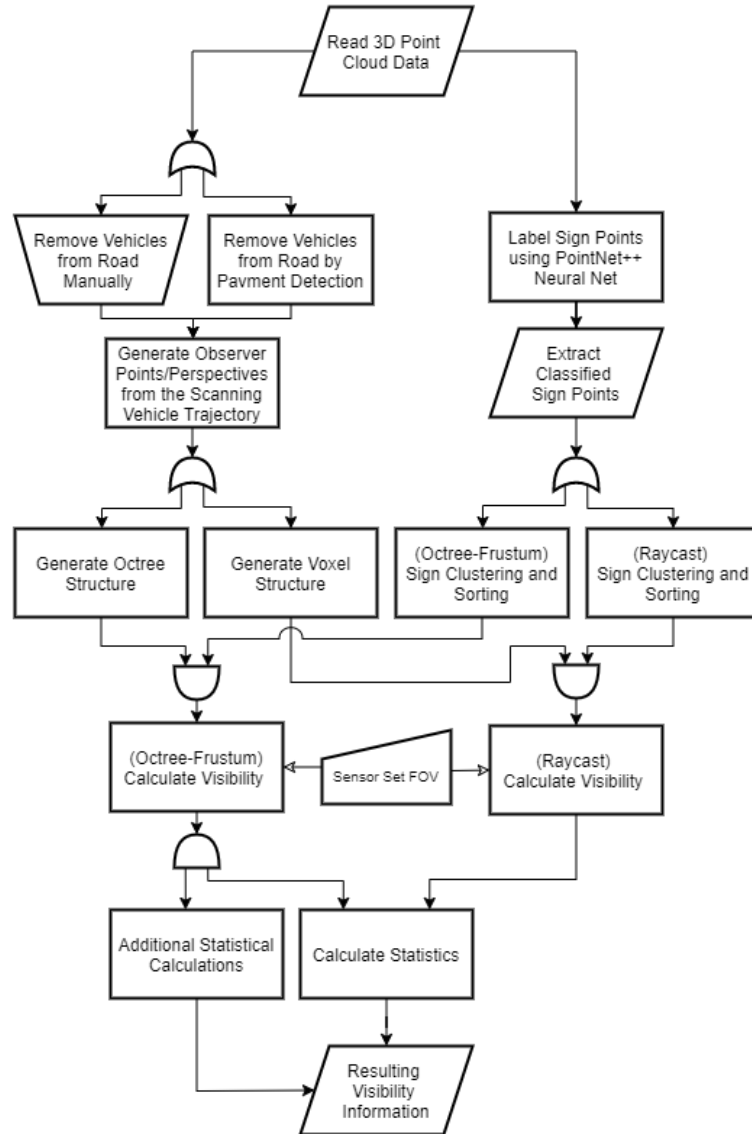 Read 3D Point
Cloud Data
Remove Vehicles
from Road
Manually
Remove Vehicles
from Road by
Pavment Detection
Label Sign Points
using PointNet++
Neural Net
Generate Observer
Points/Perspectives
from the Scanning
Vehicle Trajectory
Extract
Classified
Sign Points
Generate Octree
Structure
Generate Voxel
Structure
(Octree-Frustum)
Sign Clustering and
Sorting
(Raycast)
Sign Clustering and
Sorting
(Octree-Frustum)
Calculate Visibility
Sensor Set FOV
(Raycast)
Calculate Visibility
Additional Statistical
Calculations
Calculate Statistics
Resulting
Visibility
Information